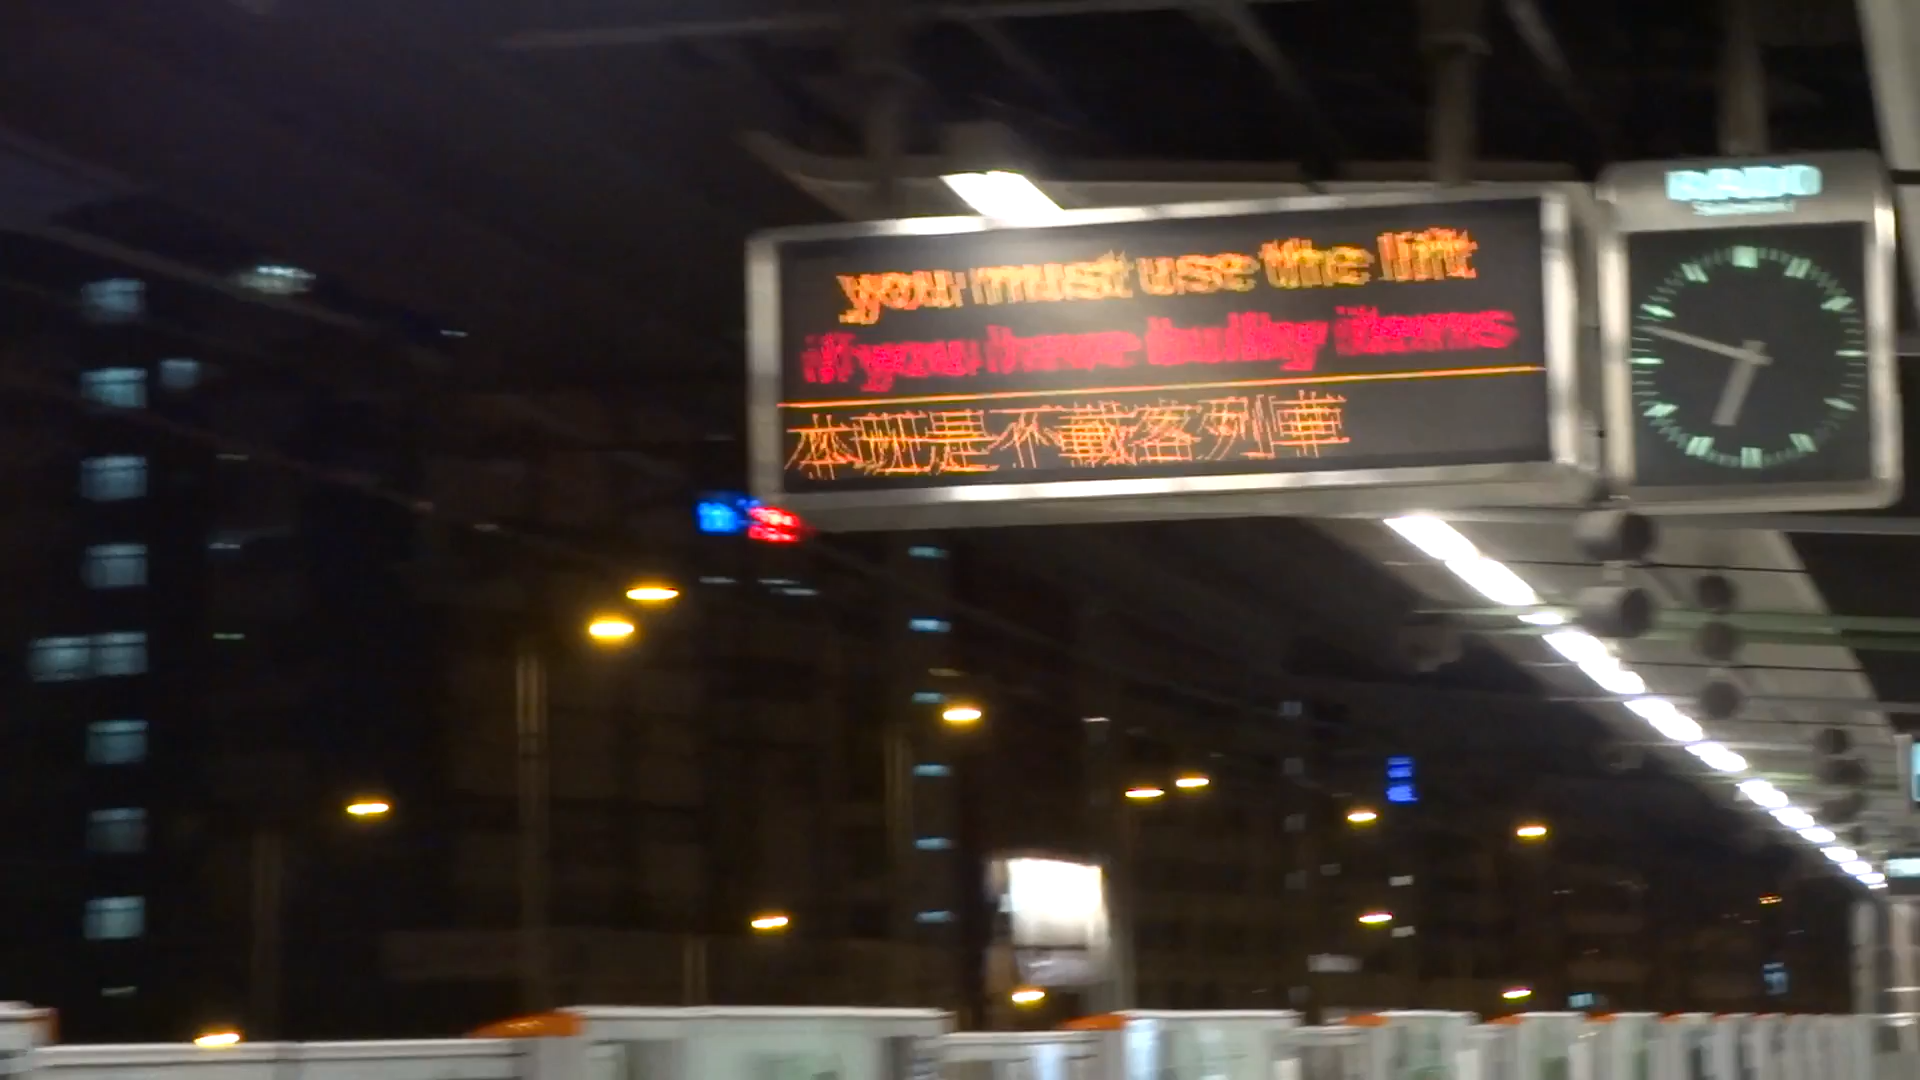 you must use the lift
if you have bulky items
本班是不載客列車